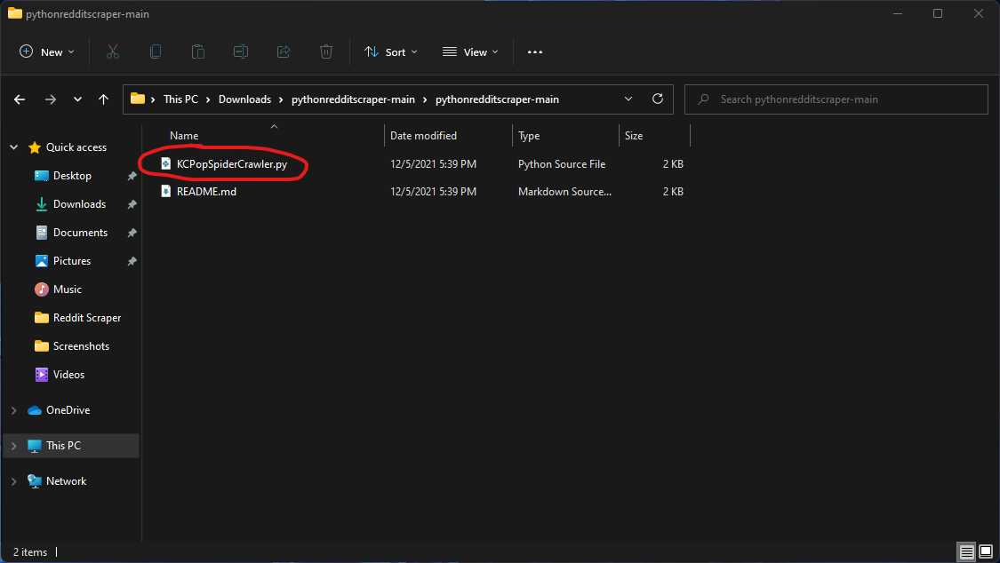 pythonredditscraper-main
New Sort View
This PC Downloads pythonredditscraper-main pythonredditscraper-main Search pythonredditscraper-main
Name Date modified Type Size
KCPopSpiderCrawler.py 12/5/2021 5:39 PM Python Source File 2 KB
README.md 12/5/2021 5:39 PM Markdown Source... 2 KB
Quick access
Desktop
Downloads
Documents
Pictures
Music
Reddit Scraper
Screenshots
Videos
OneDrive
This PC
Network
2 items